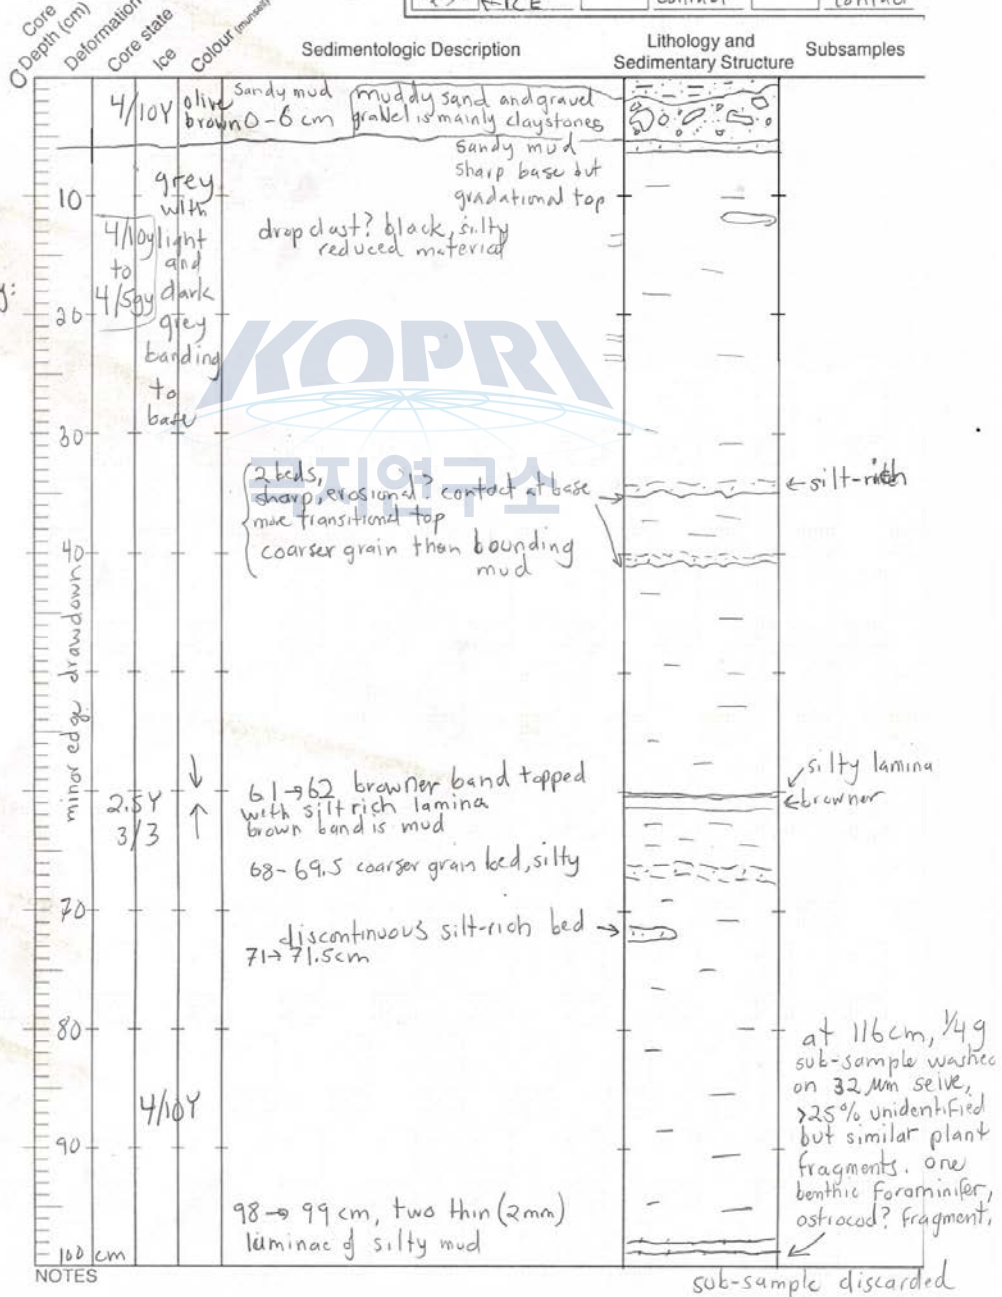 ← ICE
contact
contact
Core Depth (cm)
Deformation
Core state
Ice
Colour (munsell)
Sedimentologic Description
Lithology and
Sedimentary Structure
Subsamples
0
4/10Y
olive
brown
sandy mud
0-6 cm
muddy sand and gravel
gravel is mainly claystones
sandy mud
sharp base but
gradational top
10
grey
with
light
and
dark
grey
banding
to
base
4/10y
to
4/5gy
drop clast? black, silty
reduced material
y:
20
KOPRI
극지연구소
30
2 beds,
sharp, erosional? contact at base
more transitional top
coarser grain than bounding
mud
← silt-rich
40
minor edge drawdown
2.5Y
3/3
61→62 browner band topped
with silt rich lamina
brown band is mud
silty lamina
← browner
68-69.5 coarser grain bed, silty
70
discontinuous silt-rich bed →
71→71.5cm
80
4/10Y
90
at 116cm, 1/4 g
sub-sample washed
on 32 µm seive,
>25% unidentified
but similar plant
fragments. one
benthic foraminifer,
ostrocod? fragment,
98→99 cm, two thin (2mm)
laminae of silty mud
100 cm
NOTES
sub-sample discarded